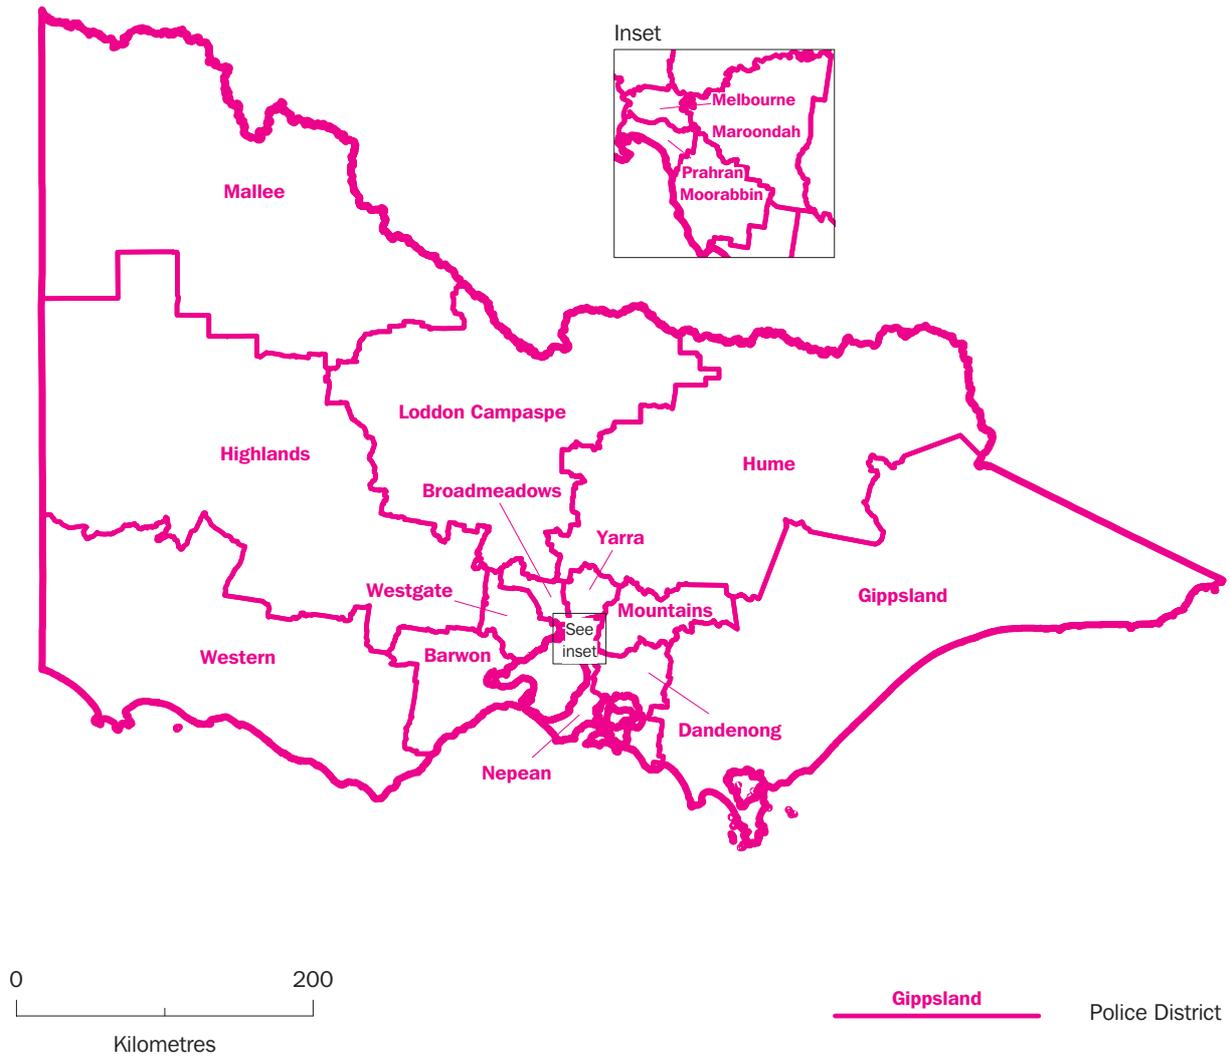 Inset
Melbourne
Maroondah
Prahran
Moorabbin
Mallee
Loddon Campaspe
Highlands
Hume
Broadmeadows
Yarra
Westgate
Mountains
Gippsland
See
inset
Western
Barwon
Dandenong
Nepean
0 200
Kilometres
Gippsland
Police District